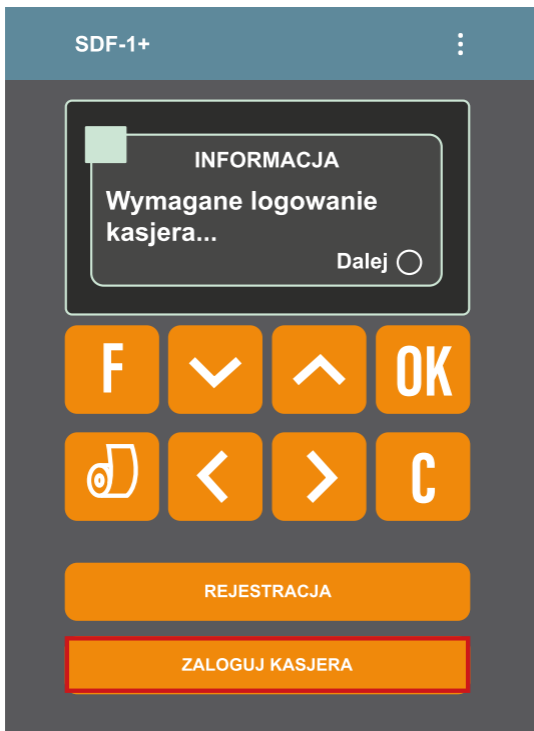 SDF-1+
INFORMACJA
Wymagane logowanie
kasjera...
Dalej
F
OK
C
REJESTRACJA
ZALOGUJ KASJERA